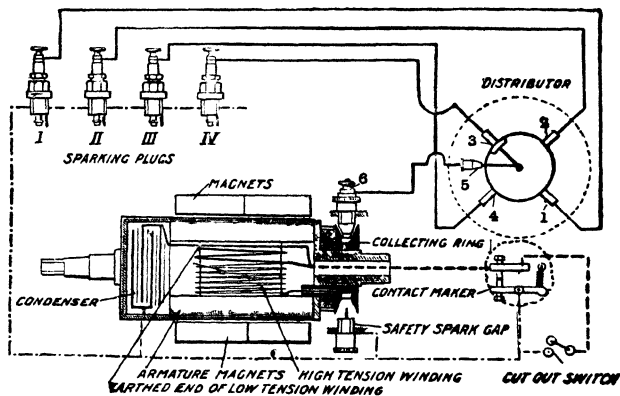 DISTRIBUTOR
I
II
III
IV
SPARKING PLUGS
3
2
5
4
1
6
MAGNETS
COLLECTING RING
CONDENSER
CONTACT MAKER
SAFETY SPARK GAP
ARMATURE MAGNETS
HIGH TENSION WINDING
EARTHED END OF LOW TENSION WINDING
CUT OUT SWITCH